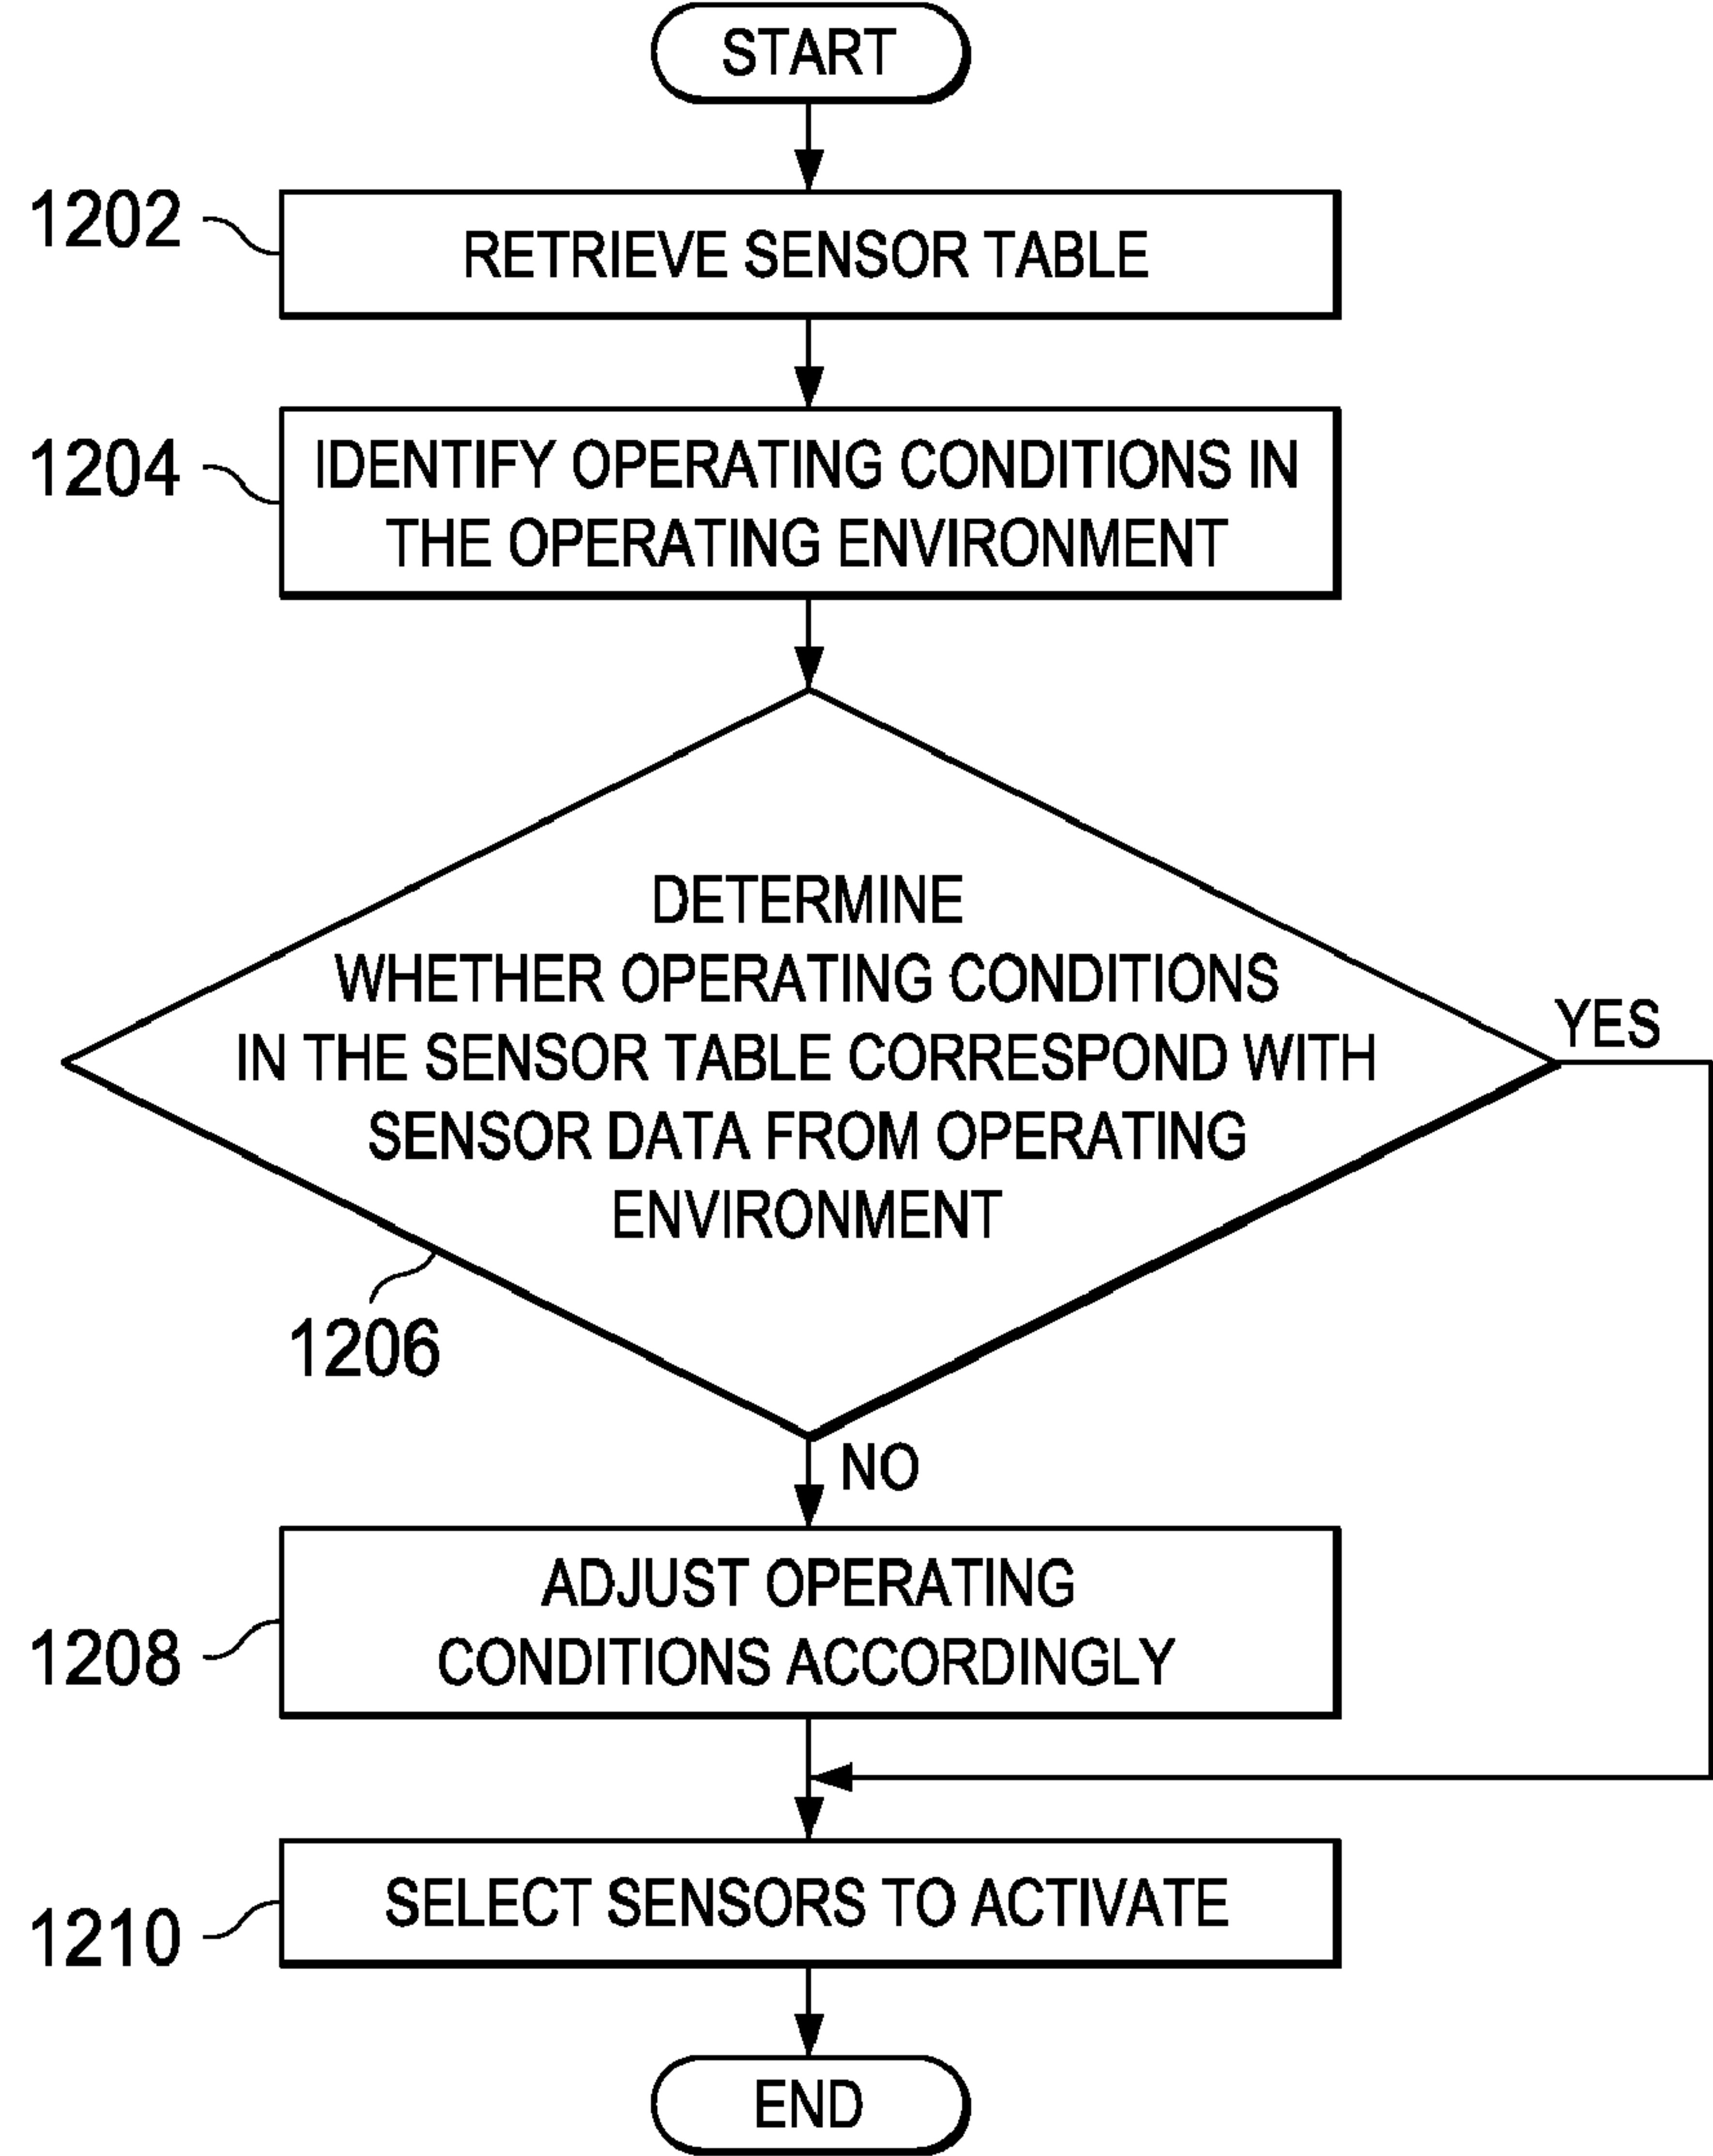 START
1202
RETRIEVE SENSOR TABLE
1204
IDENTIFY OPERATING CONDITIONS IN
THE OPERATING ENVIRONMENT
DETERMINE
WHETHER OPERATING CONDITIONS
IN THE SENSOR TABLE CORRESPOND WITH
SENSOR DATA FROM OPERATING
ENVIRONMENT
YES
1206
NO
ADJUST OPERATING
CONDITIONS ACCORDINGLY
1208
SELECT SENSORS TO ACTIVATE
1210
END